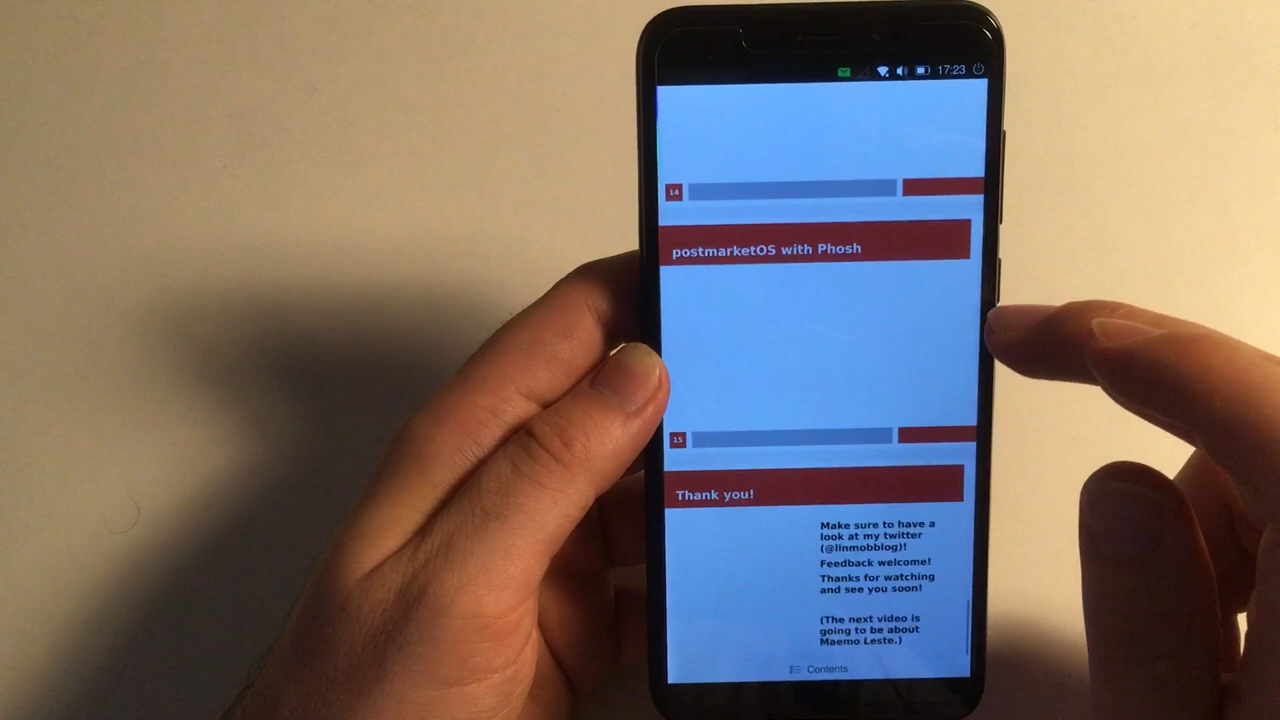 17:23
14
postmarketOS with Phosh
15
Thank you!
Make sure to have a
look at my twitter
(@linmobblog)!
Feedback welcome!
Thanks for watching
and see you soon!
(The next video is
going to be about
Maemo Leste.)
Contents